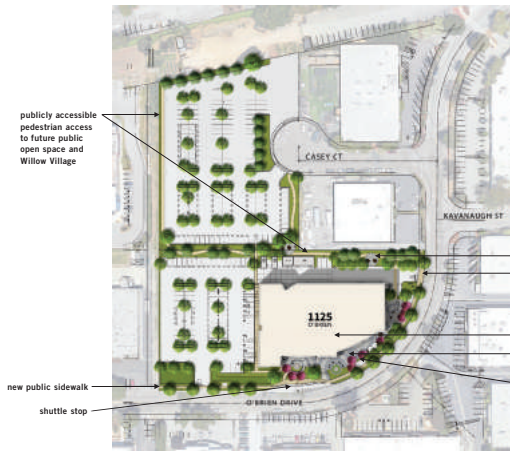 publicly accessible
pedestrian access
to future public
open space and
Willow Village
CASEY CT
KAVANAUGH ST
1125
O'BRIEN
new public sidewalk
shuttle stop
O'BRIEN DRIVE